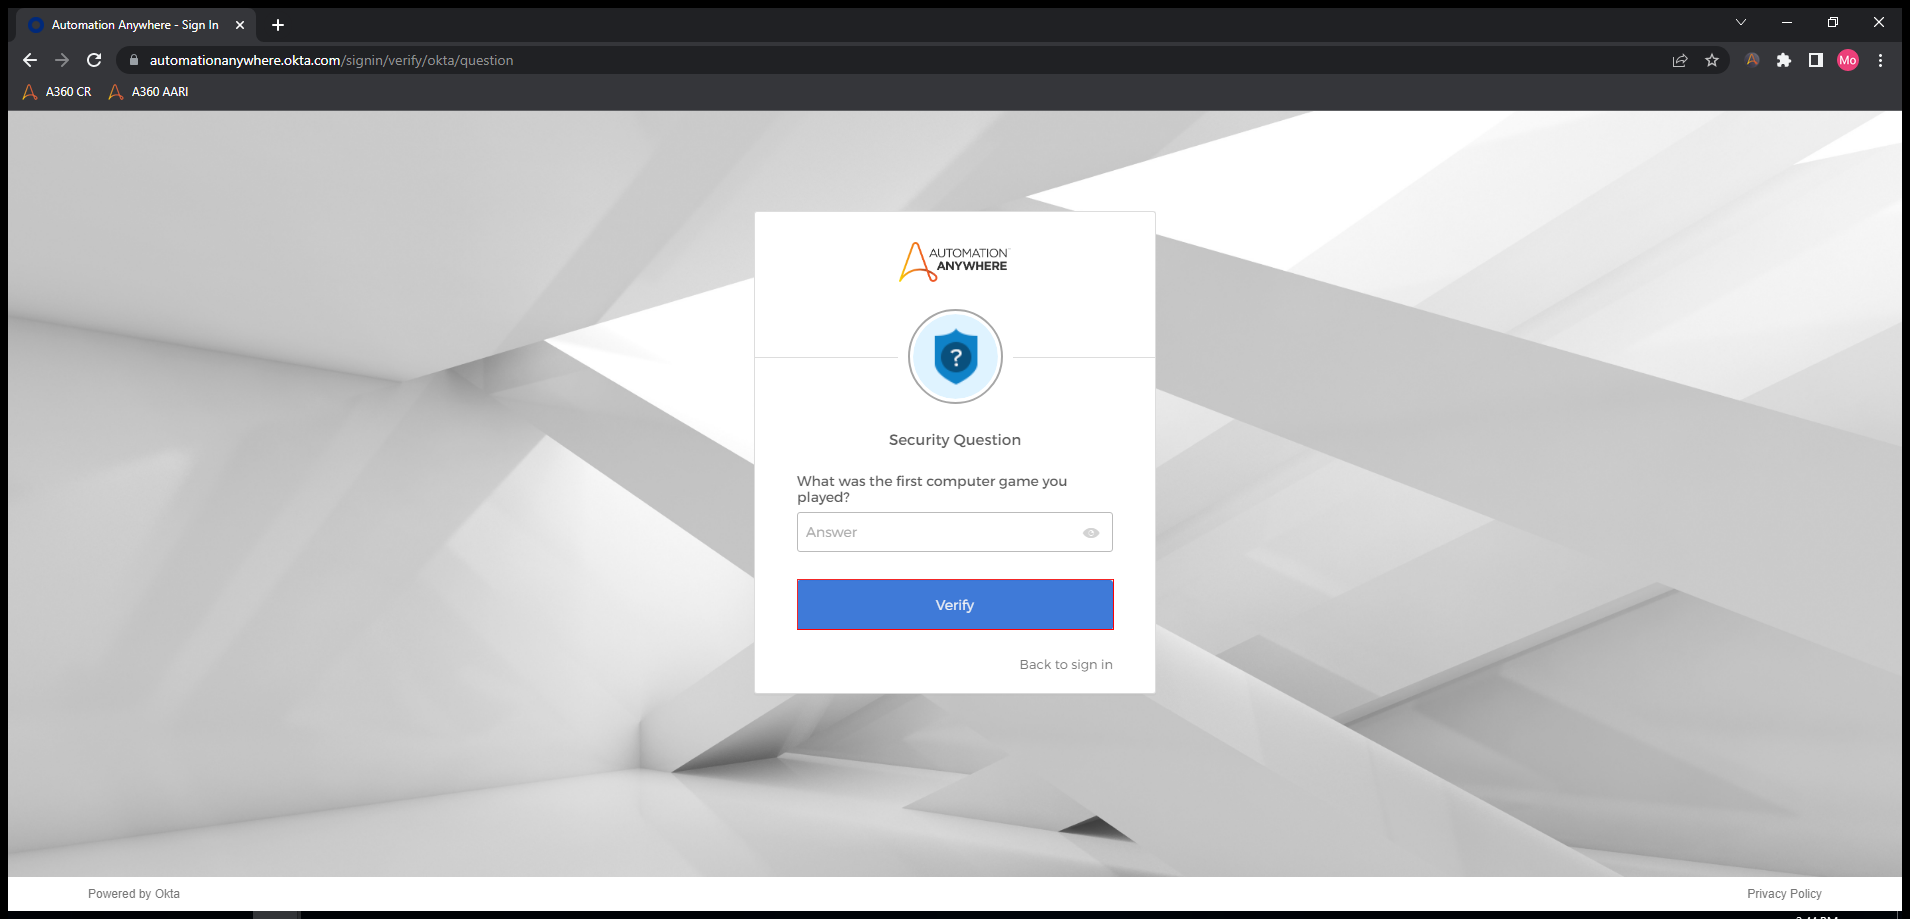 Automation Anywhere - Sign In
automationanywhere.okta.com/signin/verify/okta/question
Mo
A360 CR
A360 AARI
AUTOMATION
ANYWHERE
?
Security Question
What was the first computer game you
played?
Answer
Verify
Back to sign in
Powered by Okta
Privacy Policy